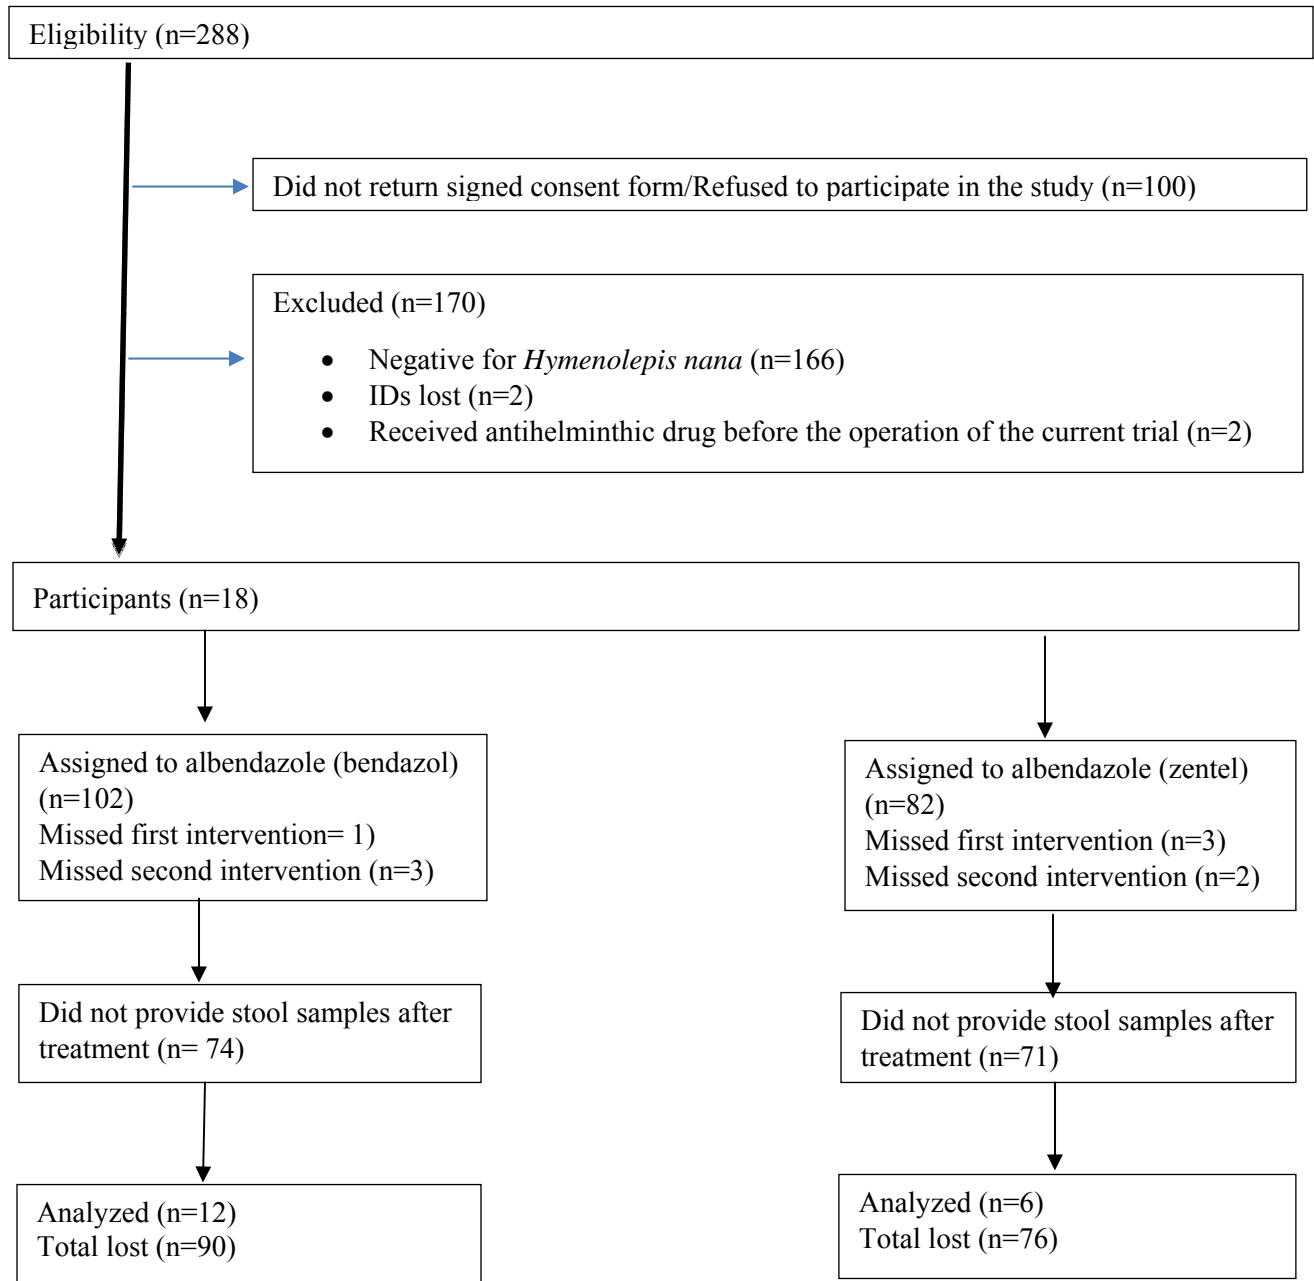 Eligibility (n=288)
Did not return signed consent form/Refused to participate in the study (n=100)
Excluded (n=170)
• Negative for Hymenolepis nana (n=166)
• IDs lost (n=2)
• Received antihelminthic drug before the operation of the current trial (n=2)
Participants (n=18)
Assigned to albendazole (bendazol)
(n=102)
Missed first intervention= 1)
Missed second intervention (n=3)
Assigned to albendazole (zentel)
(n=82)
Missed first intervention (n=3)
Missed second intervention (n=2)
Did not provide stool samples after
treatment (n= 74)
Did not provide stool samples after
treatment (n=71)
Analyzed (n=12)
Total lost (n=90)
Analyzed (n=6)
Total lost (n=76)